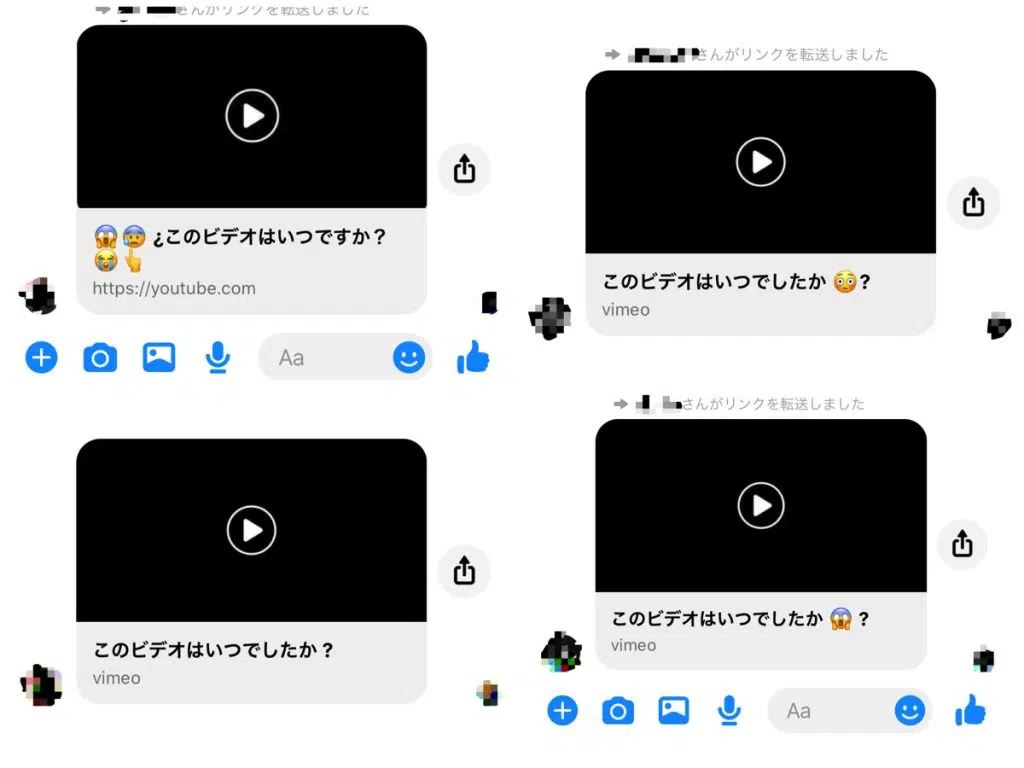 さんがリンクを転送しました
😱😰 ¿このビデオはいつですか？
😭👆
https://youtube.com
Aa
さんがリンクを転送しました
このビデオはいつでしたか 😳？
vimeo
このビデオはいつでしたか？
vimeo
さんがリンクを転送しました
このビデオはいつでしたか 😱？
vimeo
Aa